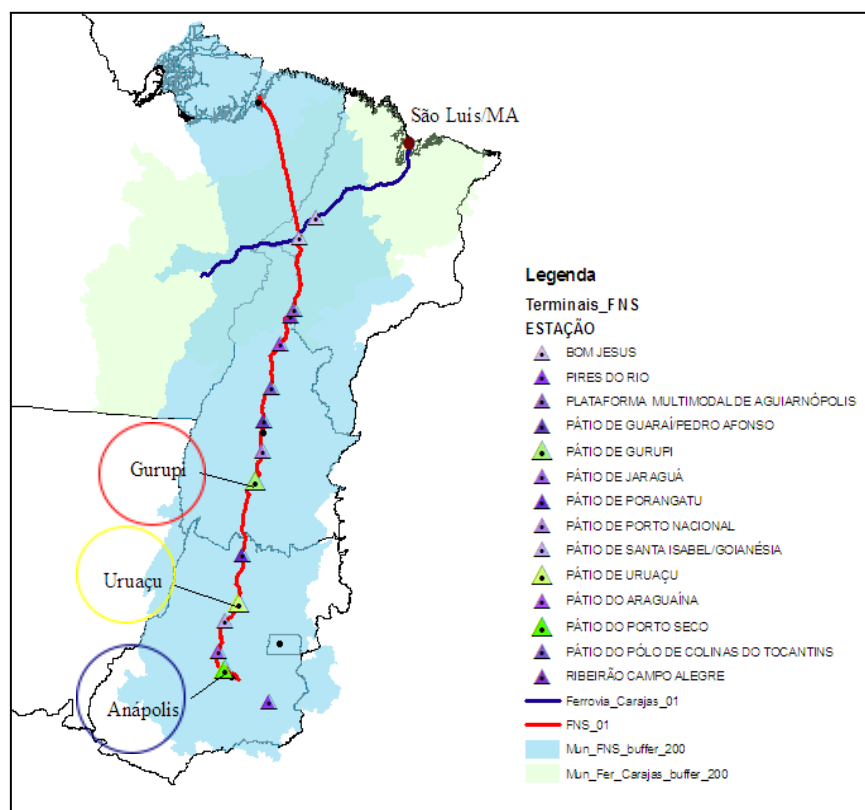 São Luís/MA
Gurupi
Uruaçu
Anápolis
Legenda
Terminais_FNS
ESTAÇÃO
BOM JESUS
PIRES DO RIO
PLATAFORMA MULTIMODAL DE AGUIARNÓPOLIS
PÁTIO DE GUARAÍ/PEDRO AFONSO
PÁTIO DE GURUPI
PÁTIO DE JARAGUÁ
PÁTIO DE PORANGATU
PÁTIO DE PORTO NACIONAL
PÁTIO DE SANTA ISABEL/GOIANÉSIA
PÁTIO DE URUAÇU
PÁTIO DO ARAGUAÍNA
PÁTIO DO PORTO SECO
PÁTIO DO PÓLO DE COLINAS DO TOCANTINS
RIBEIRÃO CAMPO ALEGRE
Ferrovia_Carajas_01
FNS_01
Mun_FNS_buffer_200
Mun_Fer_Carajas_buffer_200